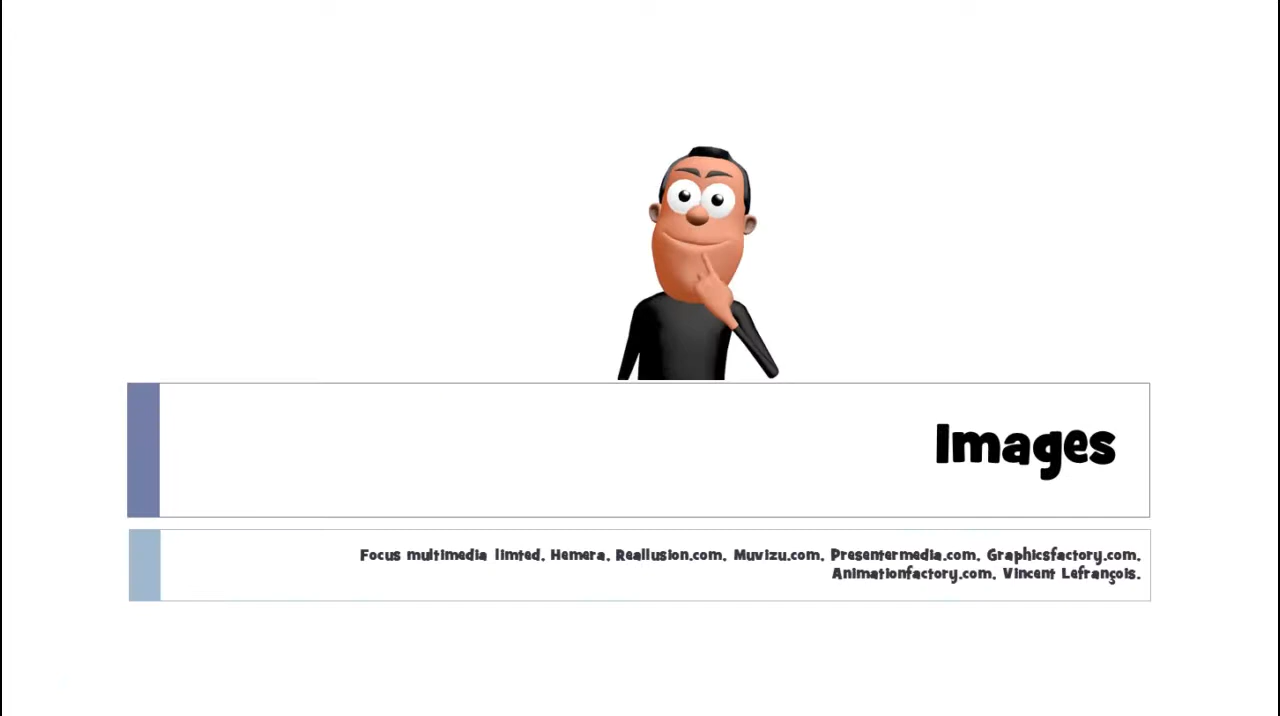 Images
Focus multimedia limted, Hemera, Reallusion.com, Muvizu.com, Presentermedia.com, Graphicsfactory.com,
Animationfactory.com, Vincent Lefrançois.